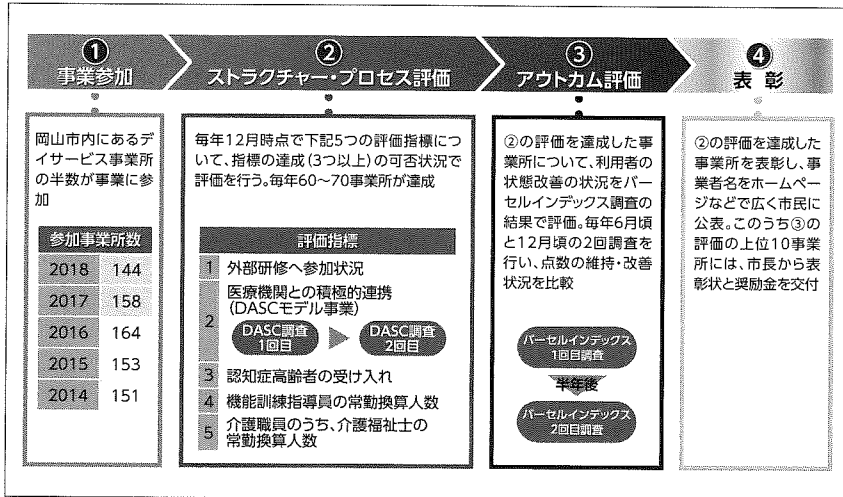 ❶
事業参加
❷
ストラクチャー・プロセス評価
③
アウトカム評価
❹
表 彰
岡山市内にあるデ
イサービス事業所
の半数が事業に参
加
参加事業所数
2018 144
2017 158
2016 164
2015 153
2014 151
毎年12月時点で下記5つの評価指標につ
いて、指標の達成(3つ以上)の可否状況で
評価を行う。毎年60～70事業所が達成
評価指標
1 外部研修へ参加状況
2 医療機関との積極的連携
(DASCモデル事業)
DASC調査
1回目
DASC調査
2回目
3 認知症高齢者の受け入れ
4 機能訓練指導員の常勤換算人数
5 介護職員のうち、介護福祉士の
常勤換算人数
②の評価を達成した事
業所について、利用者の
状態改善の状況をバー
セルインデックス調査の
結果で評価。毎年6月頃
と12月頃の2回調査を
行い、点数の維持・改善
状況を比較
バーセルインデックス
1回目調査
半年後
バーセルインデックス
2回目調査
②の評価を達成した
事業所を表彰し、事
業者名をホームペー
ジなどで広く市民に
公表。このうち③の
評価の上位10事業
所には、市長から表
彰状と奨励金を交付